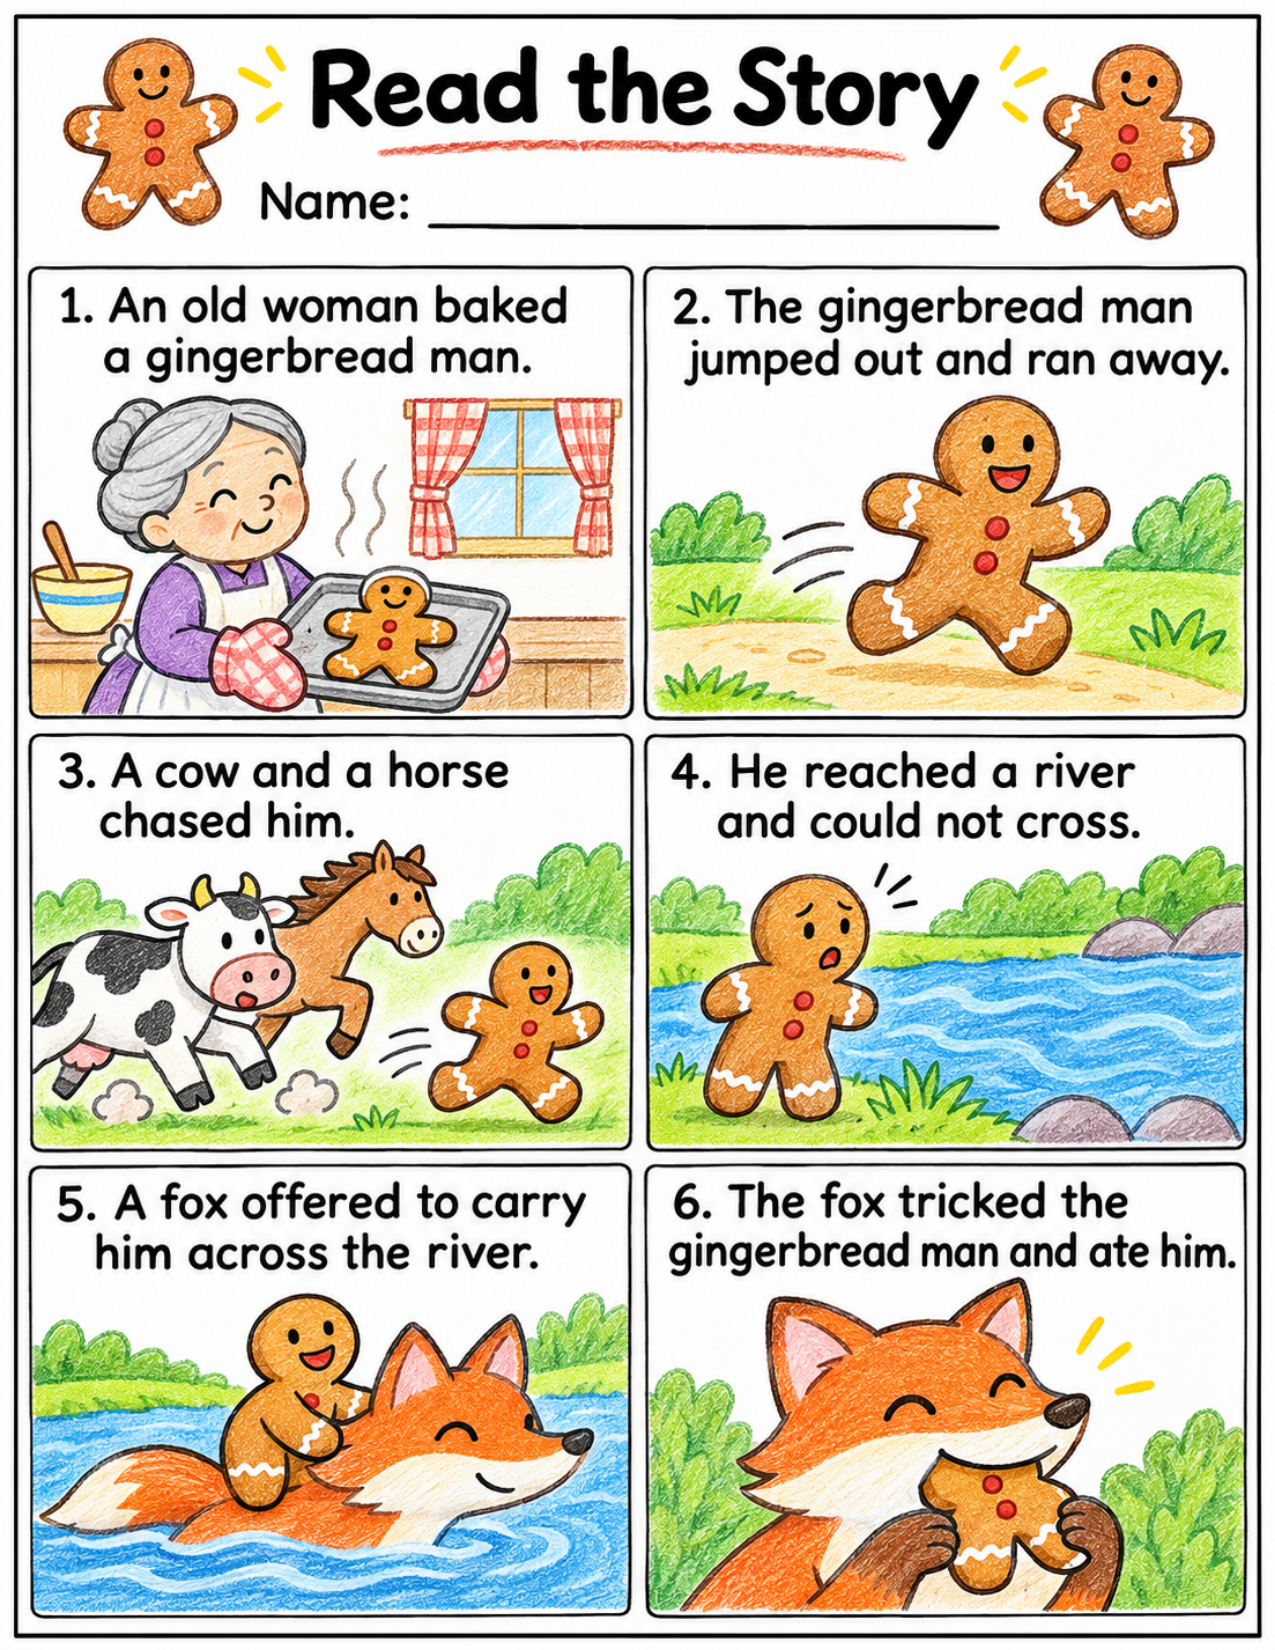 Read the Story
Name:
1. An old woman baked
a gingerbread man.
2. The gingerbread man
jumped out and ran away.
3. A cow and a horse
chased him.
4. He reached a river
and could not cross.
5. A fox offered to carry
him across the river.
6. The fox tricked the
gingerbread man and ate him.